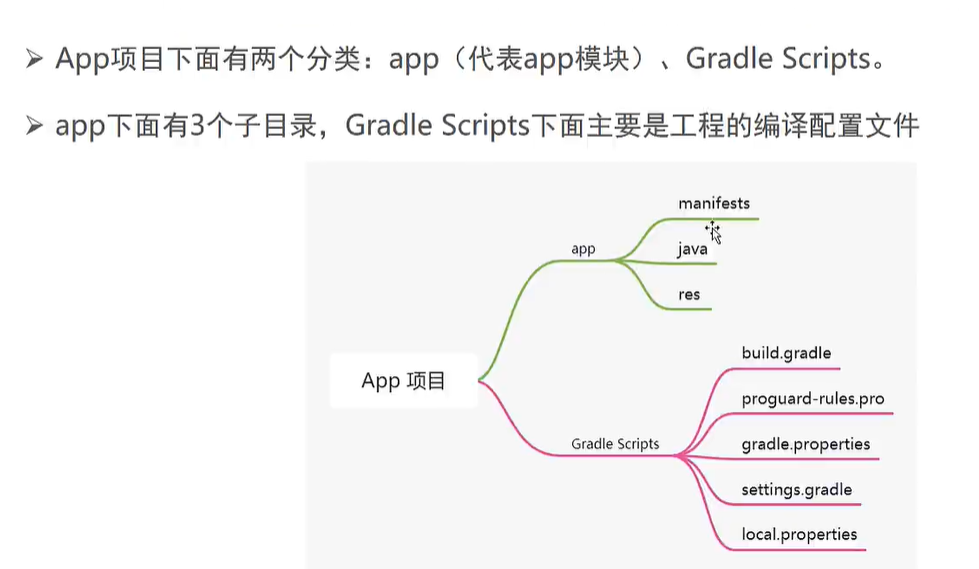 App项目下面有两个分类：app（代表app模块）、Gradle Scripts。
app下面有3个子目录，Gradle Scripts下面主要是工程的编译配置文件
manifests
app
java
res
build.gradle
App 项目
proguard-rules.pro
Gradle Scripts
gradle.properties
settings.gradle
local.properties